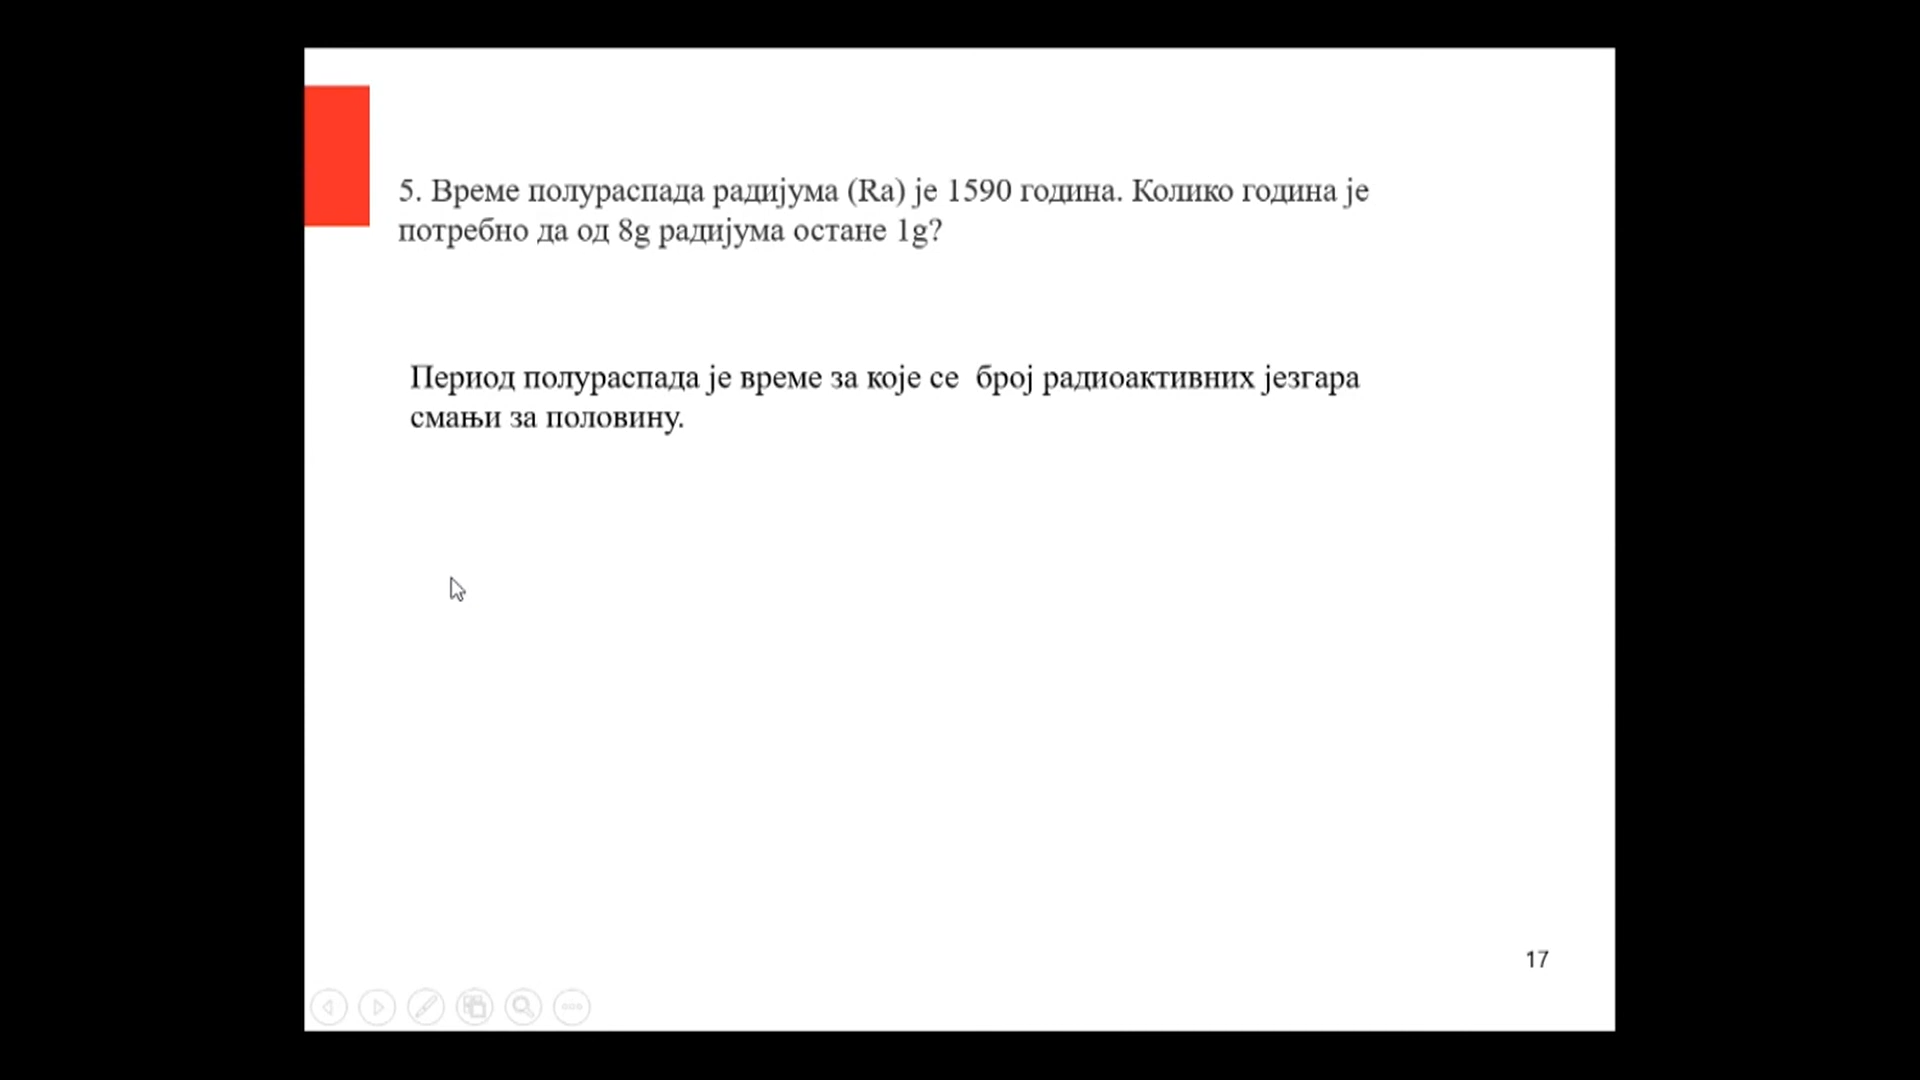 5. Време полураспада радијума (Ra) је 1590 година. Колико година је
потребно да од 8g радијума остане 1g?
Период полураспада је време за које се  број радиоактивних језгара
смањи за половину.
17